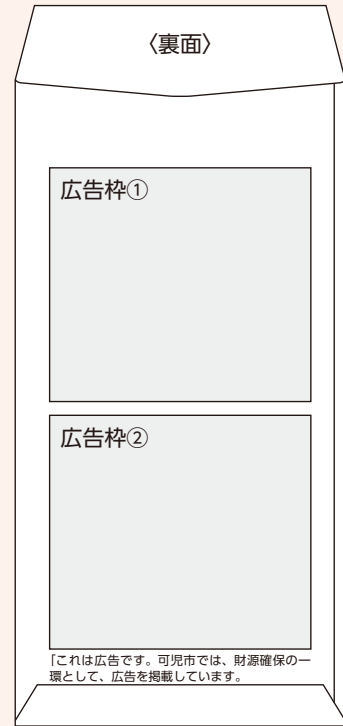 〈裏面〉
広告枠①
広告枠②
「これは広告です。可児市では、財源確保の一
環として、広告を掲載しています。